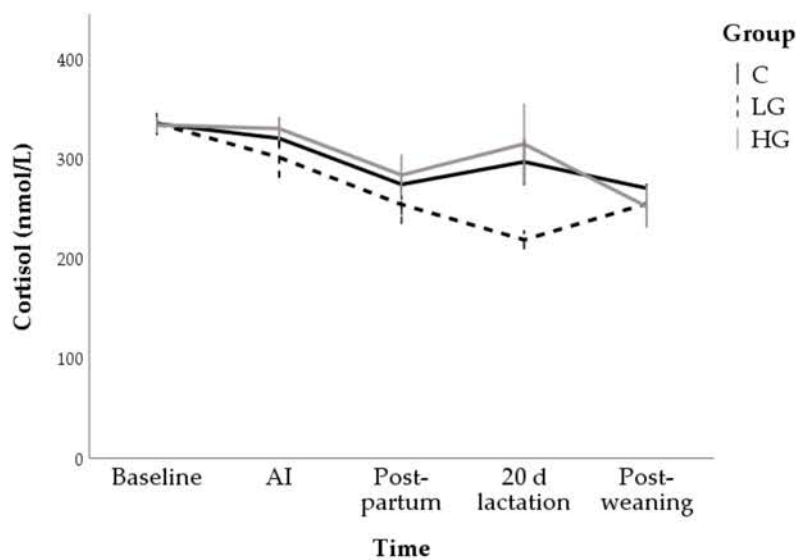 Group
C
LG
HG
Cortisol (nmol/L)
400
300
200
100
0
Baseline
AI
Post-
partum
20 d
lactation
Post-
weaning
Time